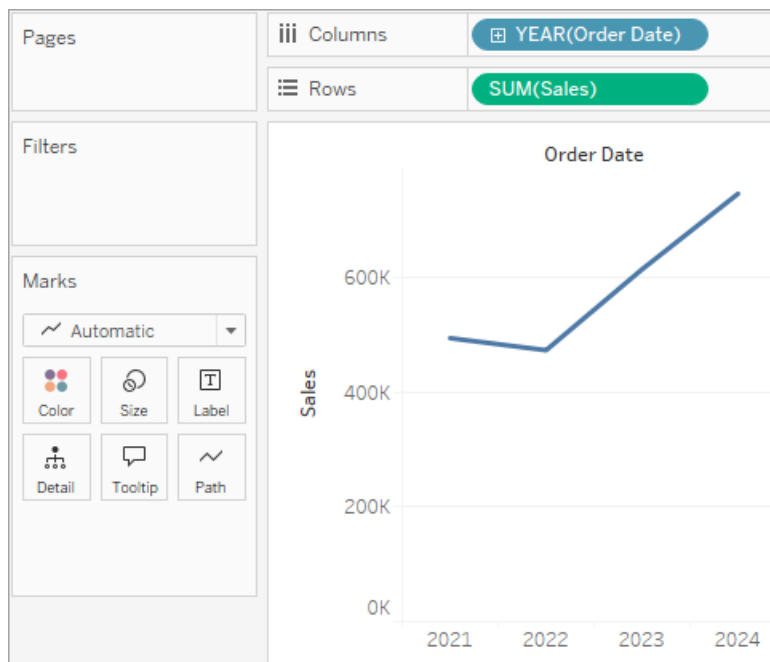 Pages
Columns
YEAR(Order Date)
Rows
SUM(Sales)
Filters
Marks
Automatic
Color
Size
Label
Detail
Tooltip
Path
Order Date
Sales
600K
400K
200K
0K
2021 2022 2023 2024